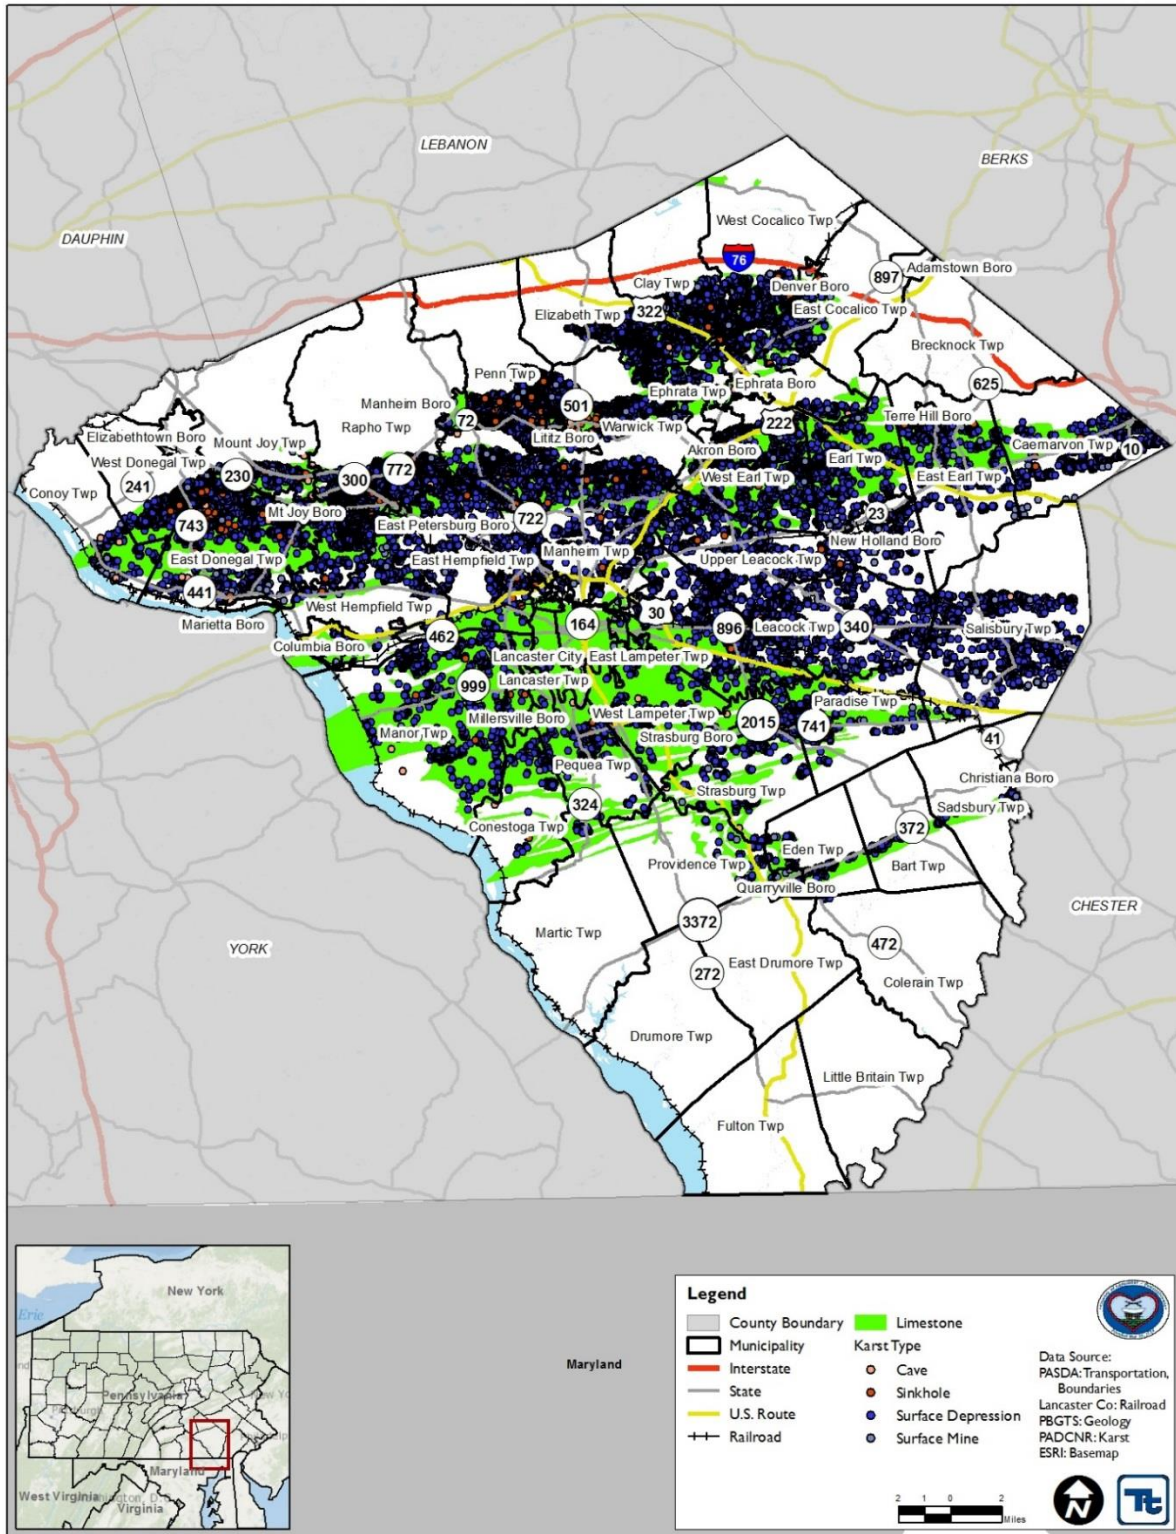 LEBANON
BERKS
DAUPHIN
West Cocalico Twp
76
897
Adamstown Boro
Clay Twp
Denver Boro
322
East Cocalico Twp
Elizabeth Twp
Brecknock Twp
Penn Twp
Ephrata Twp
Ephrata Boro
625
Manheim Boro
501
Terre Hill Boro
72
Rapho Twp
Warwick Twp
222
Elizabethtown Boro
Mount Joy Twp
Lititz Boro
Akron Boro
Caernarvon Twp
10
West Donegal Twp
230
772
Earl Twp
241
300
West Earl Twp
East Earl Twp
Conoy Twp
Mt Joy Boro
743
East Petersburg Boro
722
23
New Holland Boro
East Donegal Twp
East Hempfield Twp
Manheim Twp
Upper Leacock Twp
441
West Hempfield Twp
30
Marietta Boro
462
164
896
Leacock Twp
340
Salisbury Twp
Columbia Boro
Lancaster City
East Lampeter Twp
999
Lancaster Twp
Paradise Twp
Millersville Boro
West Lampeter Twp
2015
741
Manor Twp
Strasburg Boro
41
Pequea Twp
Christiana Boro
Strasburg Twp
324
Sadsbury Twp
Conestoga Twp
372
Eden Twp
Providence Twp
Bart Twp
Quarryville Boro
CHESTER
3372
Martic Twp
472
YORK
272
East Drumore Twp
Colerain Twp
Drumore Twp
Little Britain Twp
Fulton Twp
Maryland
New York
Erie
Pennsylvania
Pittsburgh
Maryland
West Virginia
Washington, D.C.
Virginia
Legend
County Boundary
Municipality
Interstate
State
U.S. Route
Railroad
Limestone
Karst Type
Cave
Sinkhole
Surface Depression
Surface Mine
Data Source:
PASDA: Transportation,
Boundaries
Lancaster Co: Railroad
PBGTS: Geology
PADCNR: Karst
ESRI: Basemap
2 1 0 2
Miles
N
Tt